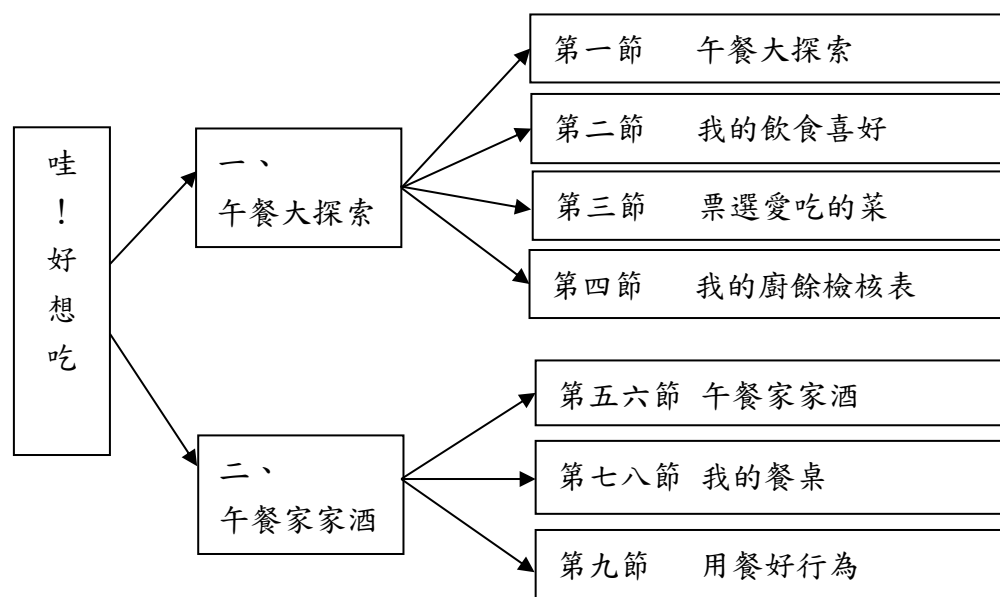 哇！好想吃
一、
午餐大探索
第一節 午餐大探索
第二節 我的飲食喜好
第三節 票選愛吃的菜
第四節 我的廚餘檢核表
二、
午餐家家酒
第五六節 午餐家家酒
第七八節 我的餐桌
第九節 用餐好行為